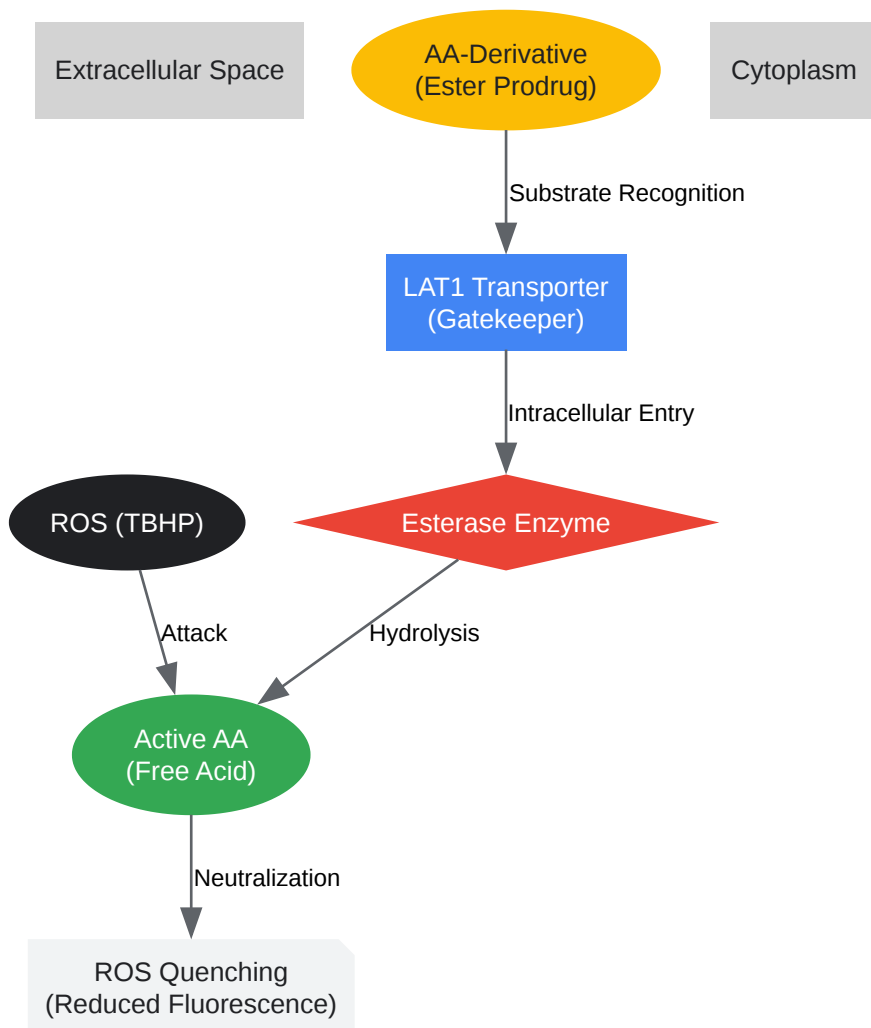 Extracellular Space
AA-Derivative
(Ester Prodrug)
Cytoplasm
Substrate Recognition
LAT1 Transporter
(Gatekeeper)
Intracellular Entry
ROS (TBHP)
Esterase Enzyme
Attack
Hydrolysis
Active AA
(Free Acid)
Neutralization
ROS Quenching
(Reduced Fluorescence)